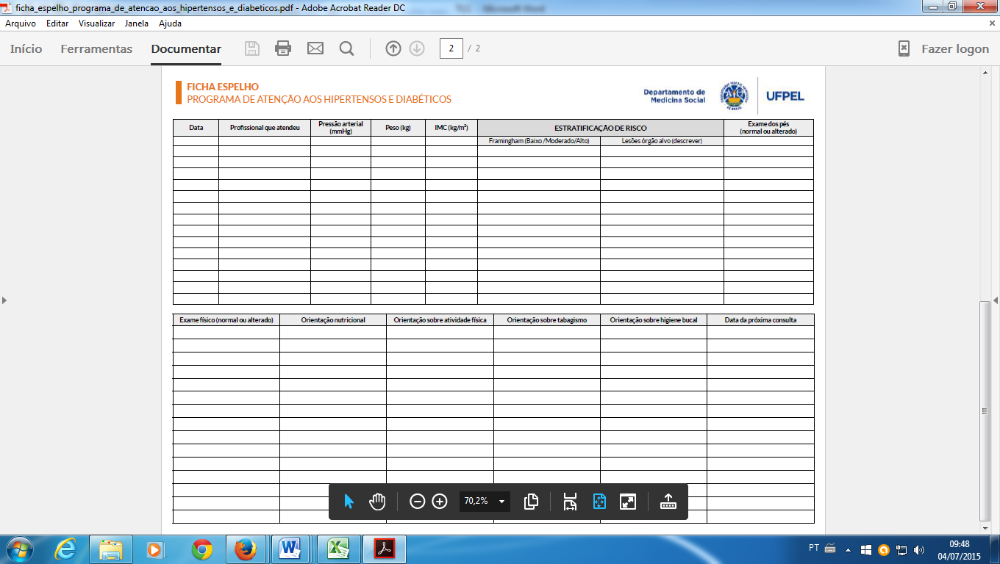 ficha_espelho_programa_de_atencao_aos_hipertensos_e_diabeticos.pdf - Adobe Acrobat Reader DC
Arquivo Editar Visualizar Janela Ajuda
Início Ferramentas Documentar 2 / 2 Fazer logon
FICHA ESPELHO
PROGRAMA DE ATENÇÃO AOS HIPERTENSOS E DIABÉTICOS
Departamento de
Medicina Social
UFPEL
Data Profissional que atendeu Pressão arterial (mmHg) Peso (kg) IMC (kg/m²) ESTRATIFICAÇÃO DE RISCO Exame dos pés (normal ou alterado)
Framingham (Baixo /Moderado/Alto) Lesões órgão alvo (descrever)
Exame físico (normal ou alterado) Orientação nutricional Orientação sobre atividade física Orientação sobre tabagismo Orientação sobre higiene bucal Data da próxima consulta
70,2%
PT
09:48
04/07/2015